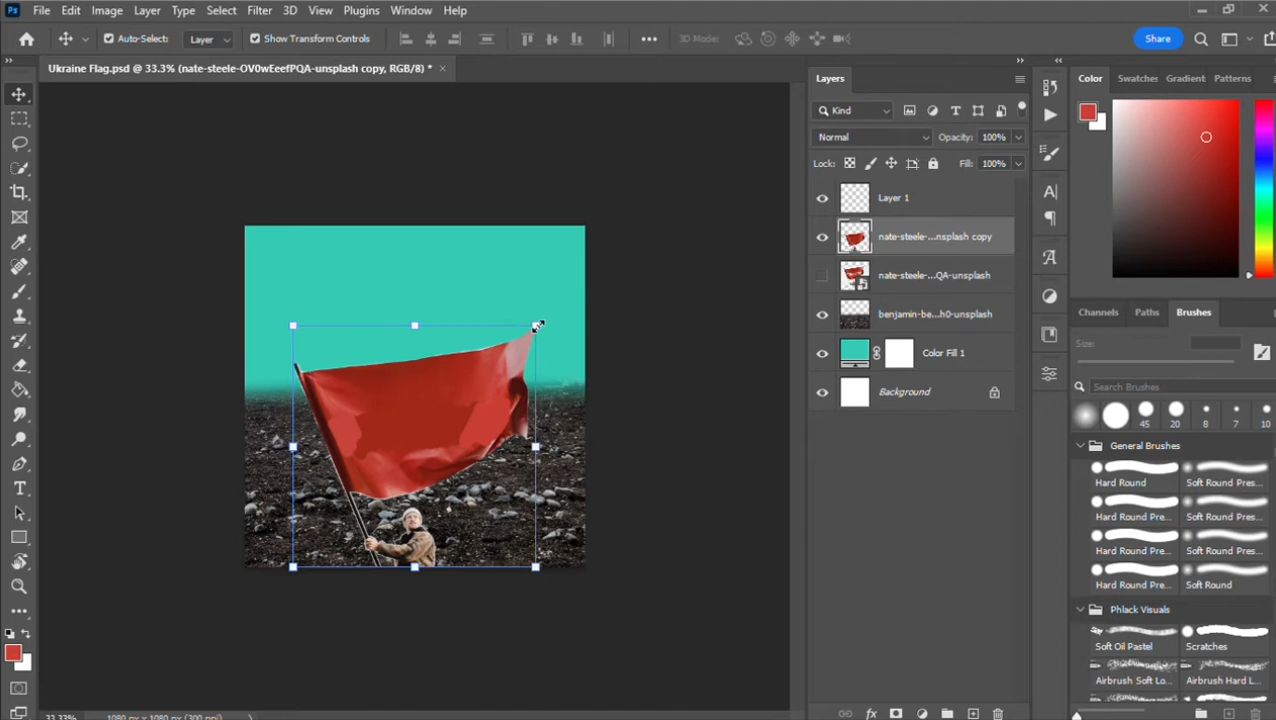 Ps File Edit Image Layer Type Select Filter 3D View Plugins Window Help
Auto-Select: Layer Show Transform Controls 3D Mode: Share
Ukraine Flag.psd @ 33.3% (nate-steele-OV0wEeefPQA-unsplash copy, RGB/8) *
Layers
Color Swatches Gradient Patterns
Kind
Normal Opacity: 100%
Lock: Fill: 100%
Layer 1
nate-steele-...nsplash copy
nate-steele-...QA-unsplash
benjamin-be...h0-unsplash
Color Fill 1
Background
Channels Paths Brushes
Size:
Search Brushes
45 20 8 7 10
General Brushes
Hard Round Soft Round Pres...
Hard Round Pre... Soft Round Pres...
Hard Round Pre... Soft Round Pres...
Hard Round Pre... Soft Round
Phlack Visuals
Soft Oil Pastel Scratches
Airbrush Soft Lo... Airbrush Hard L...
33.33% 1080 px x 1080 px (300 ppi)
fx